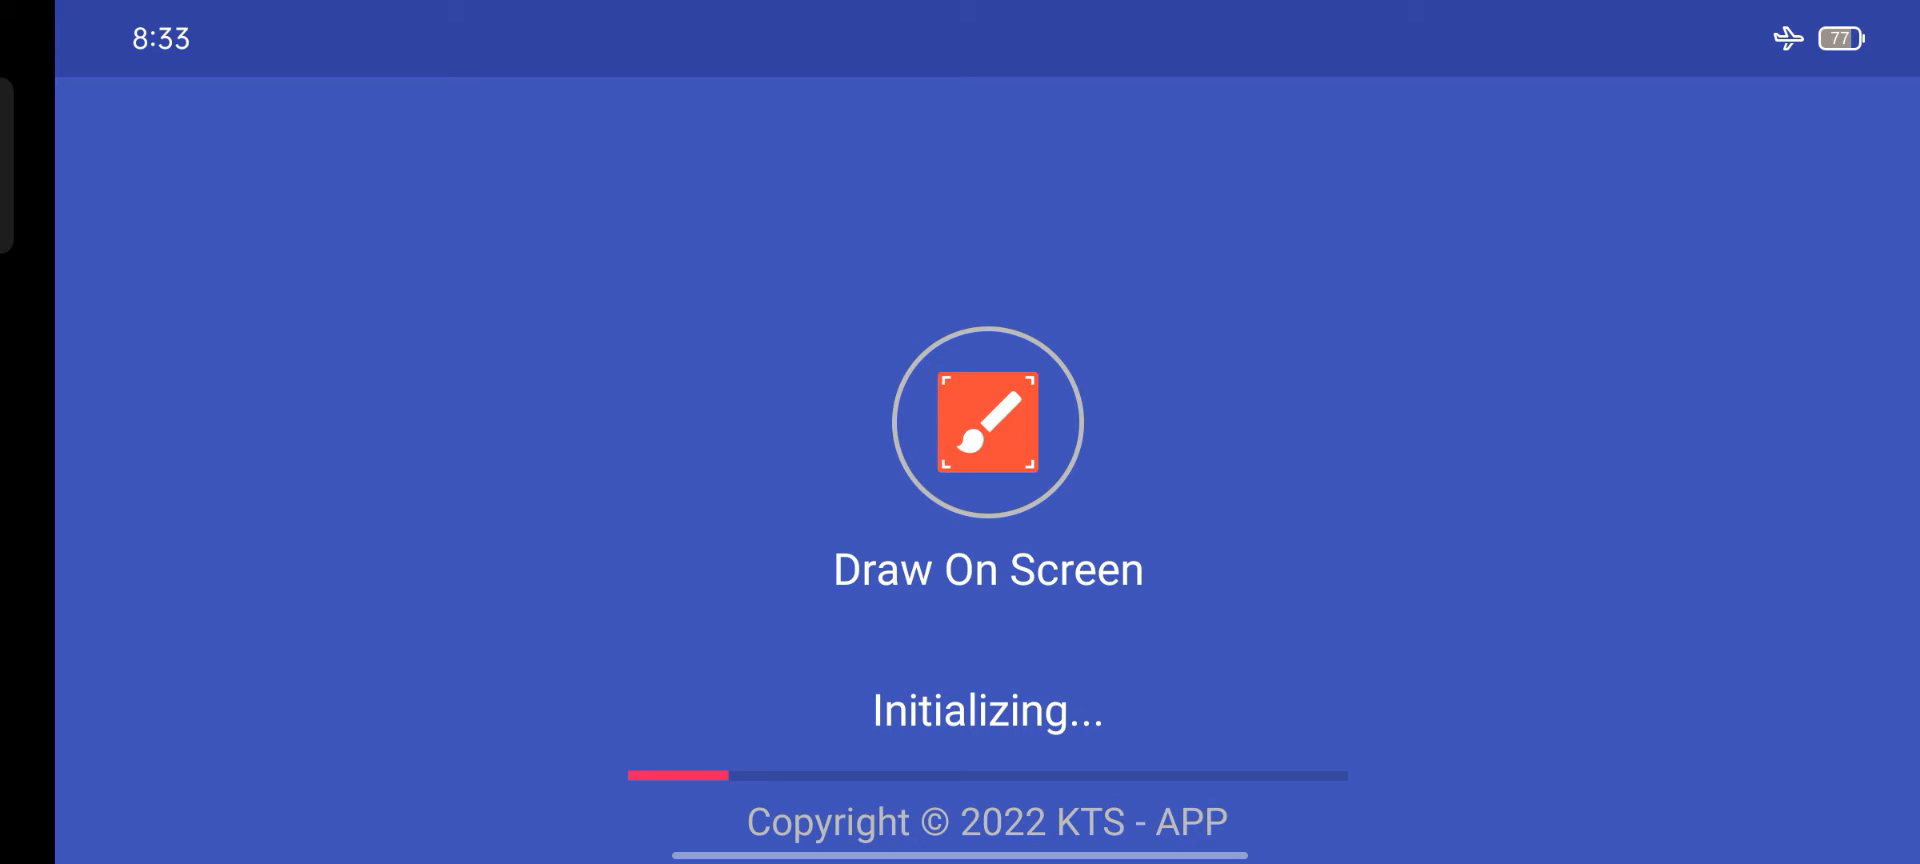 8:33
77
Draw On Screen
Initializing...
Copyright © 2022 KTS - APP